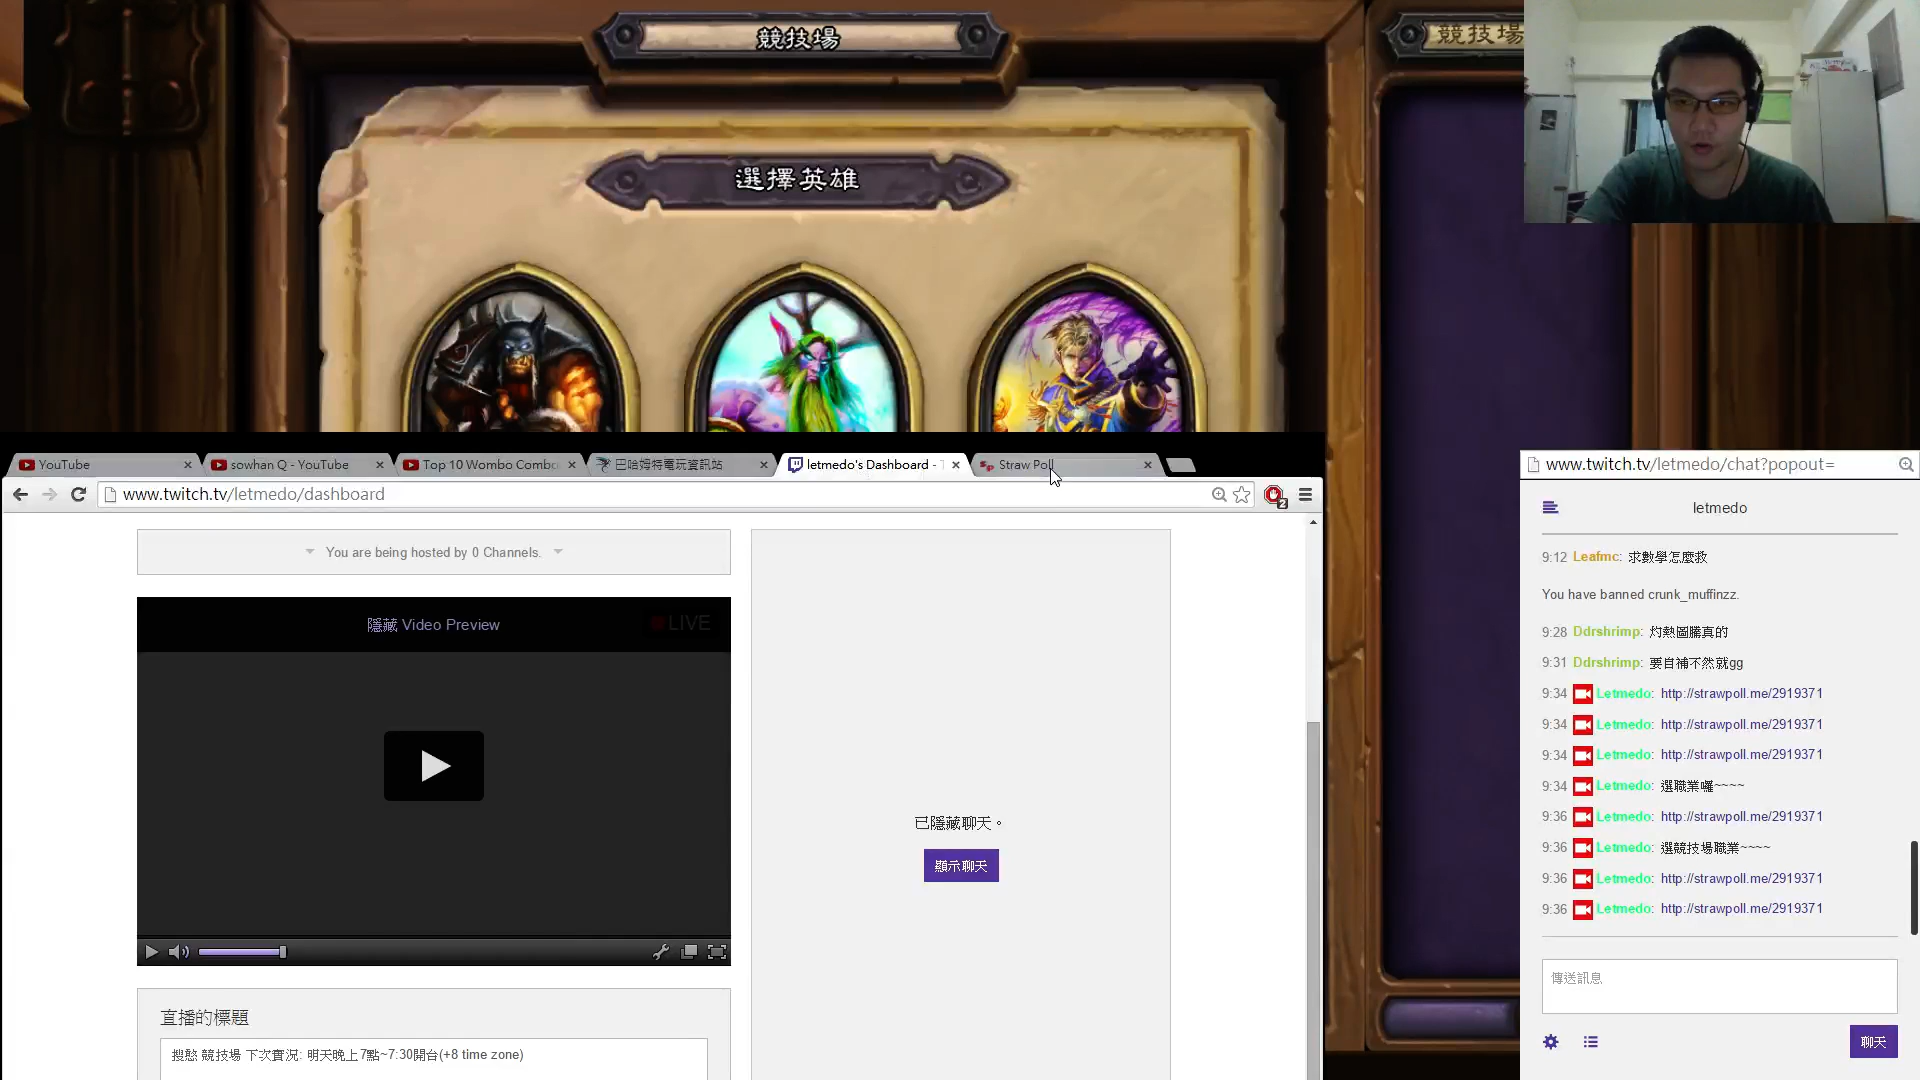 競技場
競技場
選擇英雄
YouTube
sowhan Q - YouTube
Top 10 Wombo Combo
巴哈姆特電玩資訊站
letmedo's Dashboard - T
Straw Poll
www.twitch.tv/letmedo/dashboard
2
You are being hosted by 0 Channels.
隱藏 Video Preview
LIVE
已隱藏聊天。
顯示聊天
直播的標題
搜愁 競技場 下次實況: 明天晚上7點~7:30開台(+8 time zone)
www.twitch.tv/letmedo/chat?popout=
letmedo
9:12 Leafmc: 求數學怎麼救
You have banned crunk_muffinzz.
9:28 Ddrshrimp: 灼熱圖騰真的
9:31 Ddrshrimp: 要自補不然就gg
9:34 Letmedo: http://strawpoll.me/2919371
9:34 Letmedo: http://strawpoll.me/2919371
9:34 Letmedo: http://strawpoll.me/2919371
9:34 Letmedo: 選職業囉~~~~
9:36 Letmedo: http://strawpoll.me/2919371
9:36 Letmedo: 選競技場職業~~~~
9:36 Letmedo: http://strawpoll.me/2919371
9:36 Letmedo: http://strawpoll.me/2919371
傳送訊息
聊天